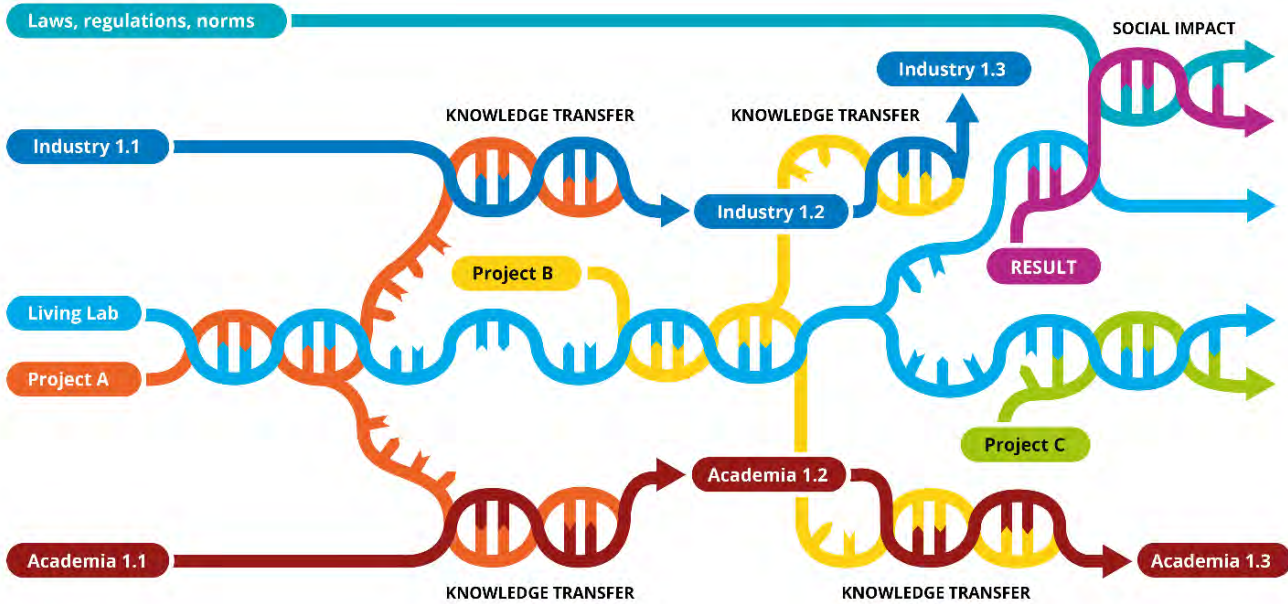 Laws, regulations, norms
SOCIAL IMPACT
Industry 1.3
KNOWLEDGE TRANSFER
KNOWLEDGE TRANSFER
Industry 1.1
Industry 1.2
Project B
RESULT
Living Lab
Project A
Project C
Academia 1.2
Academia 1.1
Academia 1.3
KNOWLEDGE TRANSFER
KNOWLEDGE TRANSFER